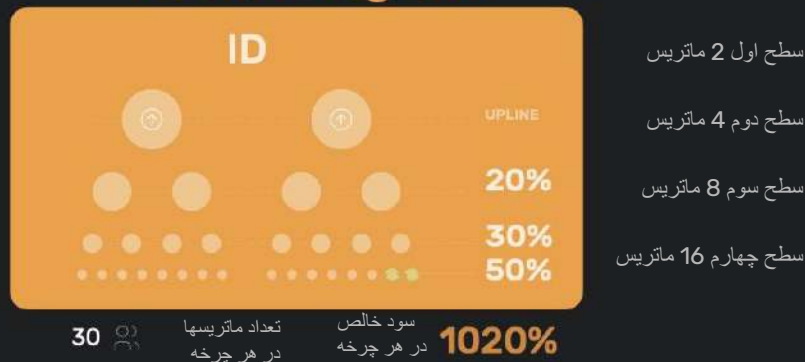 ID
سطح اول 2 ماتریس
UPLINE
سطح دوم 4 ماتریس
20%
سطح سوم 8 ماتریس
30%
50%
سطح چهارم 16 ماتریس
30
تعداد ماتریسها
در هر چرخه
سود خالص
در هر چرخه
1020%